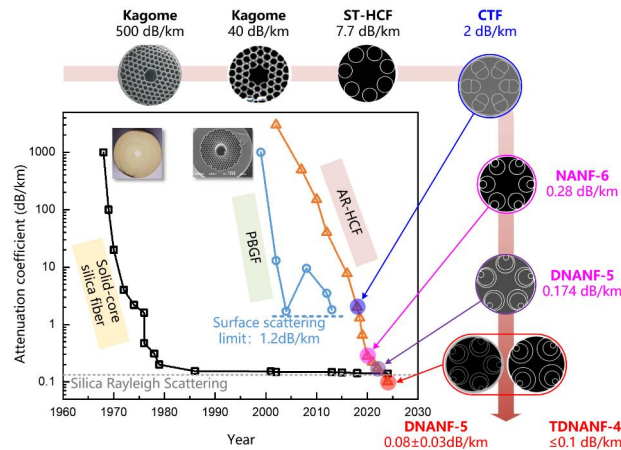 Kagome
500 dB/km
Kagome
40 dB/km
ST-HCF
7.7 dB/km
CTF
2 dB/km
NANF-6
0.28 dB/km
DNANF-5
0.174 dB/km
DNANF-5
0.08±0.03dB/km
TDNANF-4
≤0.1 dB/km
Attenuation coefficient (dB/km)
1000
100
10
1
0.1
Solid-core
silica fiber
PBGF
AR-HCF
Surface scattering
limit: 1.2dB/km
Silica Rayleigh Scattering
1960
1970
1980
1990
2000
2010
2020
2030
Year